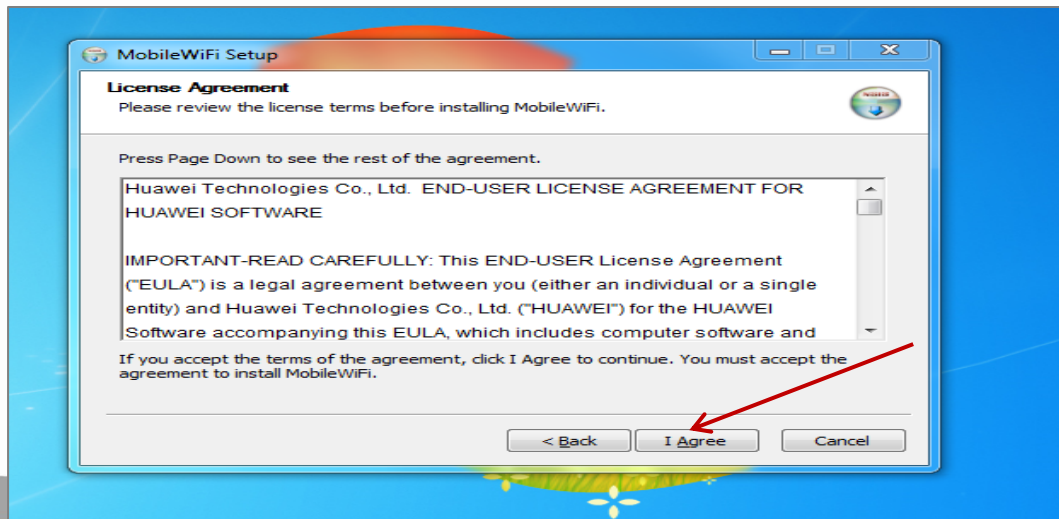 MobileWiFi Setup
License Agreement
Please review the license terms before installing MobileWiFi.
Press Page Down to see the rest of the agreement.
Huawei Technologies Co., Ltd. END-USER LICENSE AGREEMENT FOR
HUAWEI SOFTWARE
IMPORTANT-READ CAREFULLY: This END-USER License Agreement
("EULA") is a legal agreement between you (either an individual or a single
entity) and Huawei Technologies Co., Ltd. ("HUAWEI") for the HUAWEI
Software accompanying this EULA, which includes computer software and
If you accept the terms of the agreement, click I Agree to continue. You must accept the
agreement to install MobileWiFi.
< Back I Agree Cancel